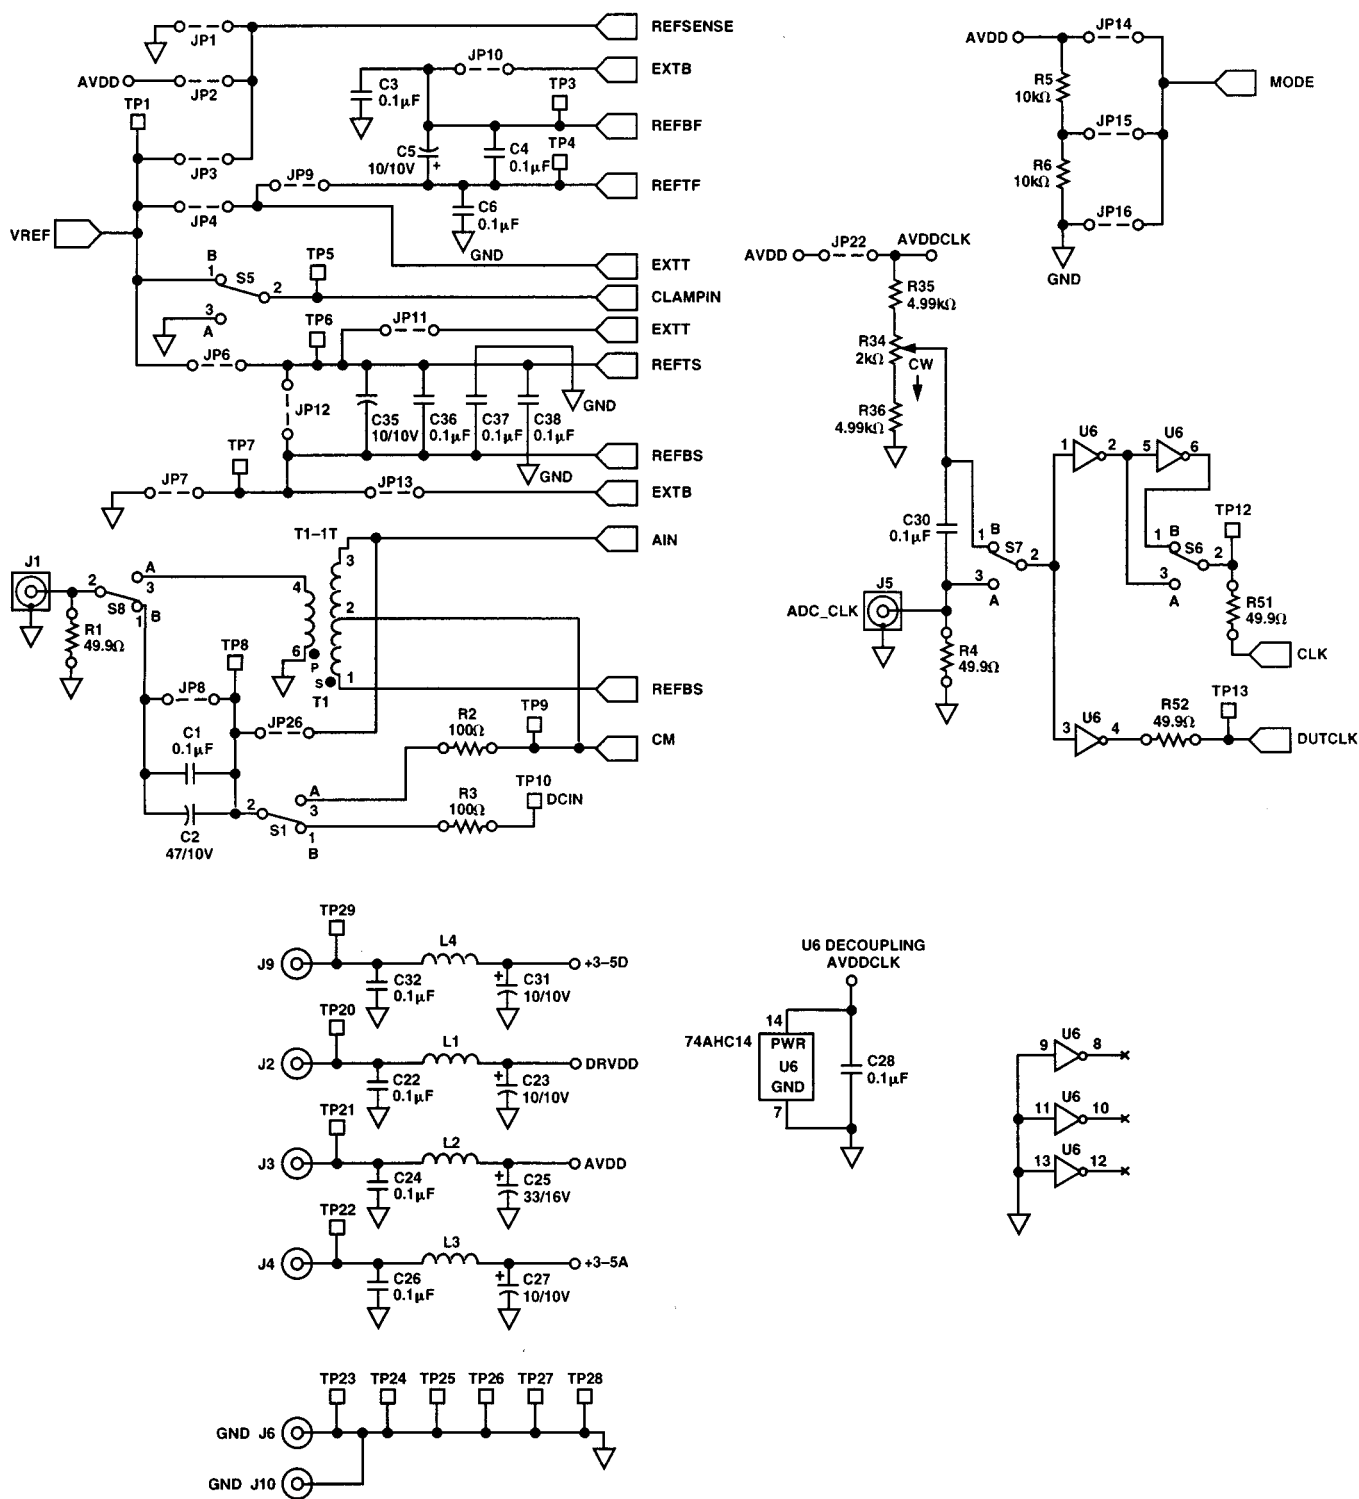 REFSENSE
JP1
JP10
EXTB
AVDD
JP2
C3
0.1µF
TP3
TP1
REFBF
C5
10/10V
+
C4
0.1µF
TP4
JP3
JP9
REFTF
JP4
C6
0.1µF
VREF
GND
B
1
S5
2
TP5
EXTT
CLAMPIN
3
A
TP6
JP11
EXTT
JP6
REFTS
JP12
C35
10/10V
C36
0.1µF
C37
0.1µF
C38
0.1µF
GND
GND
TP7
REFBS
JP7
JP13
EXTB
T1–1T
AIN
J1
2
A
3
S8
1
B
R1
49.9Ω
4
3
2
6
P
S
1
T1
TP8
REFBS
JP8
JP26
R2
100Ω
TP9
CM
C1
0.1µF
A
3
TP10
DCIN
2
S1
R3
100Ω
1
B
C2
47/10V
AVDD
JP14
R5
10kΩ
MODE
JP15
R6
10kΩ
JP16
GND
AVDD
JP22
AVDDCLK
R35
4.99kΩ
R34
2kΩ
CW
R36
4.99kΩ
C30
0.1µF
1
B
S7
2
3
A
J5
ADC_CLK
R4
49.9Ω
U6
1
2
U6
5
6
TP12
1
B
S6
2
3
A
R51
49.9Ω
CLK
U6
3
4
R52
49.9Ω
TP13
DUTCLK
TP29
J9
L4
C32
0.1µF
+
C31
10/10V
+3–5D
TP20
J2
L1
C22
0.1µF
+
C23
10/10V
DRVDD
TP21
J3
L2
C24
0.1µF
+
C25
33/16V
AVDD
TP22
J4
L3
C26
0.1µF
+
C27
10/10V
+3–5A
U6 DECOUPLING
AVDDCLK
74AHC14
14
PWR
U6
GND
7
C28
0.1µF
U6
9
8
U6
11
10
U6
13
12
TP23
TP24
TP25
TP26
TP27
TP28
GND J6
GND J10